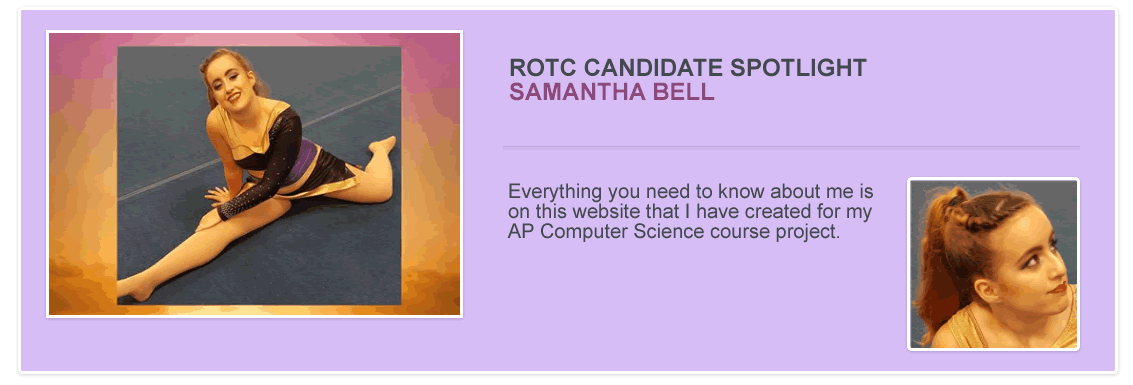 ROTC CANDIDATE SPOTLIGHT
SAMANTHA BELL
Everything you need to know about me is
on this website that I have created for my
AP Computer Science course project.